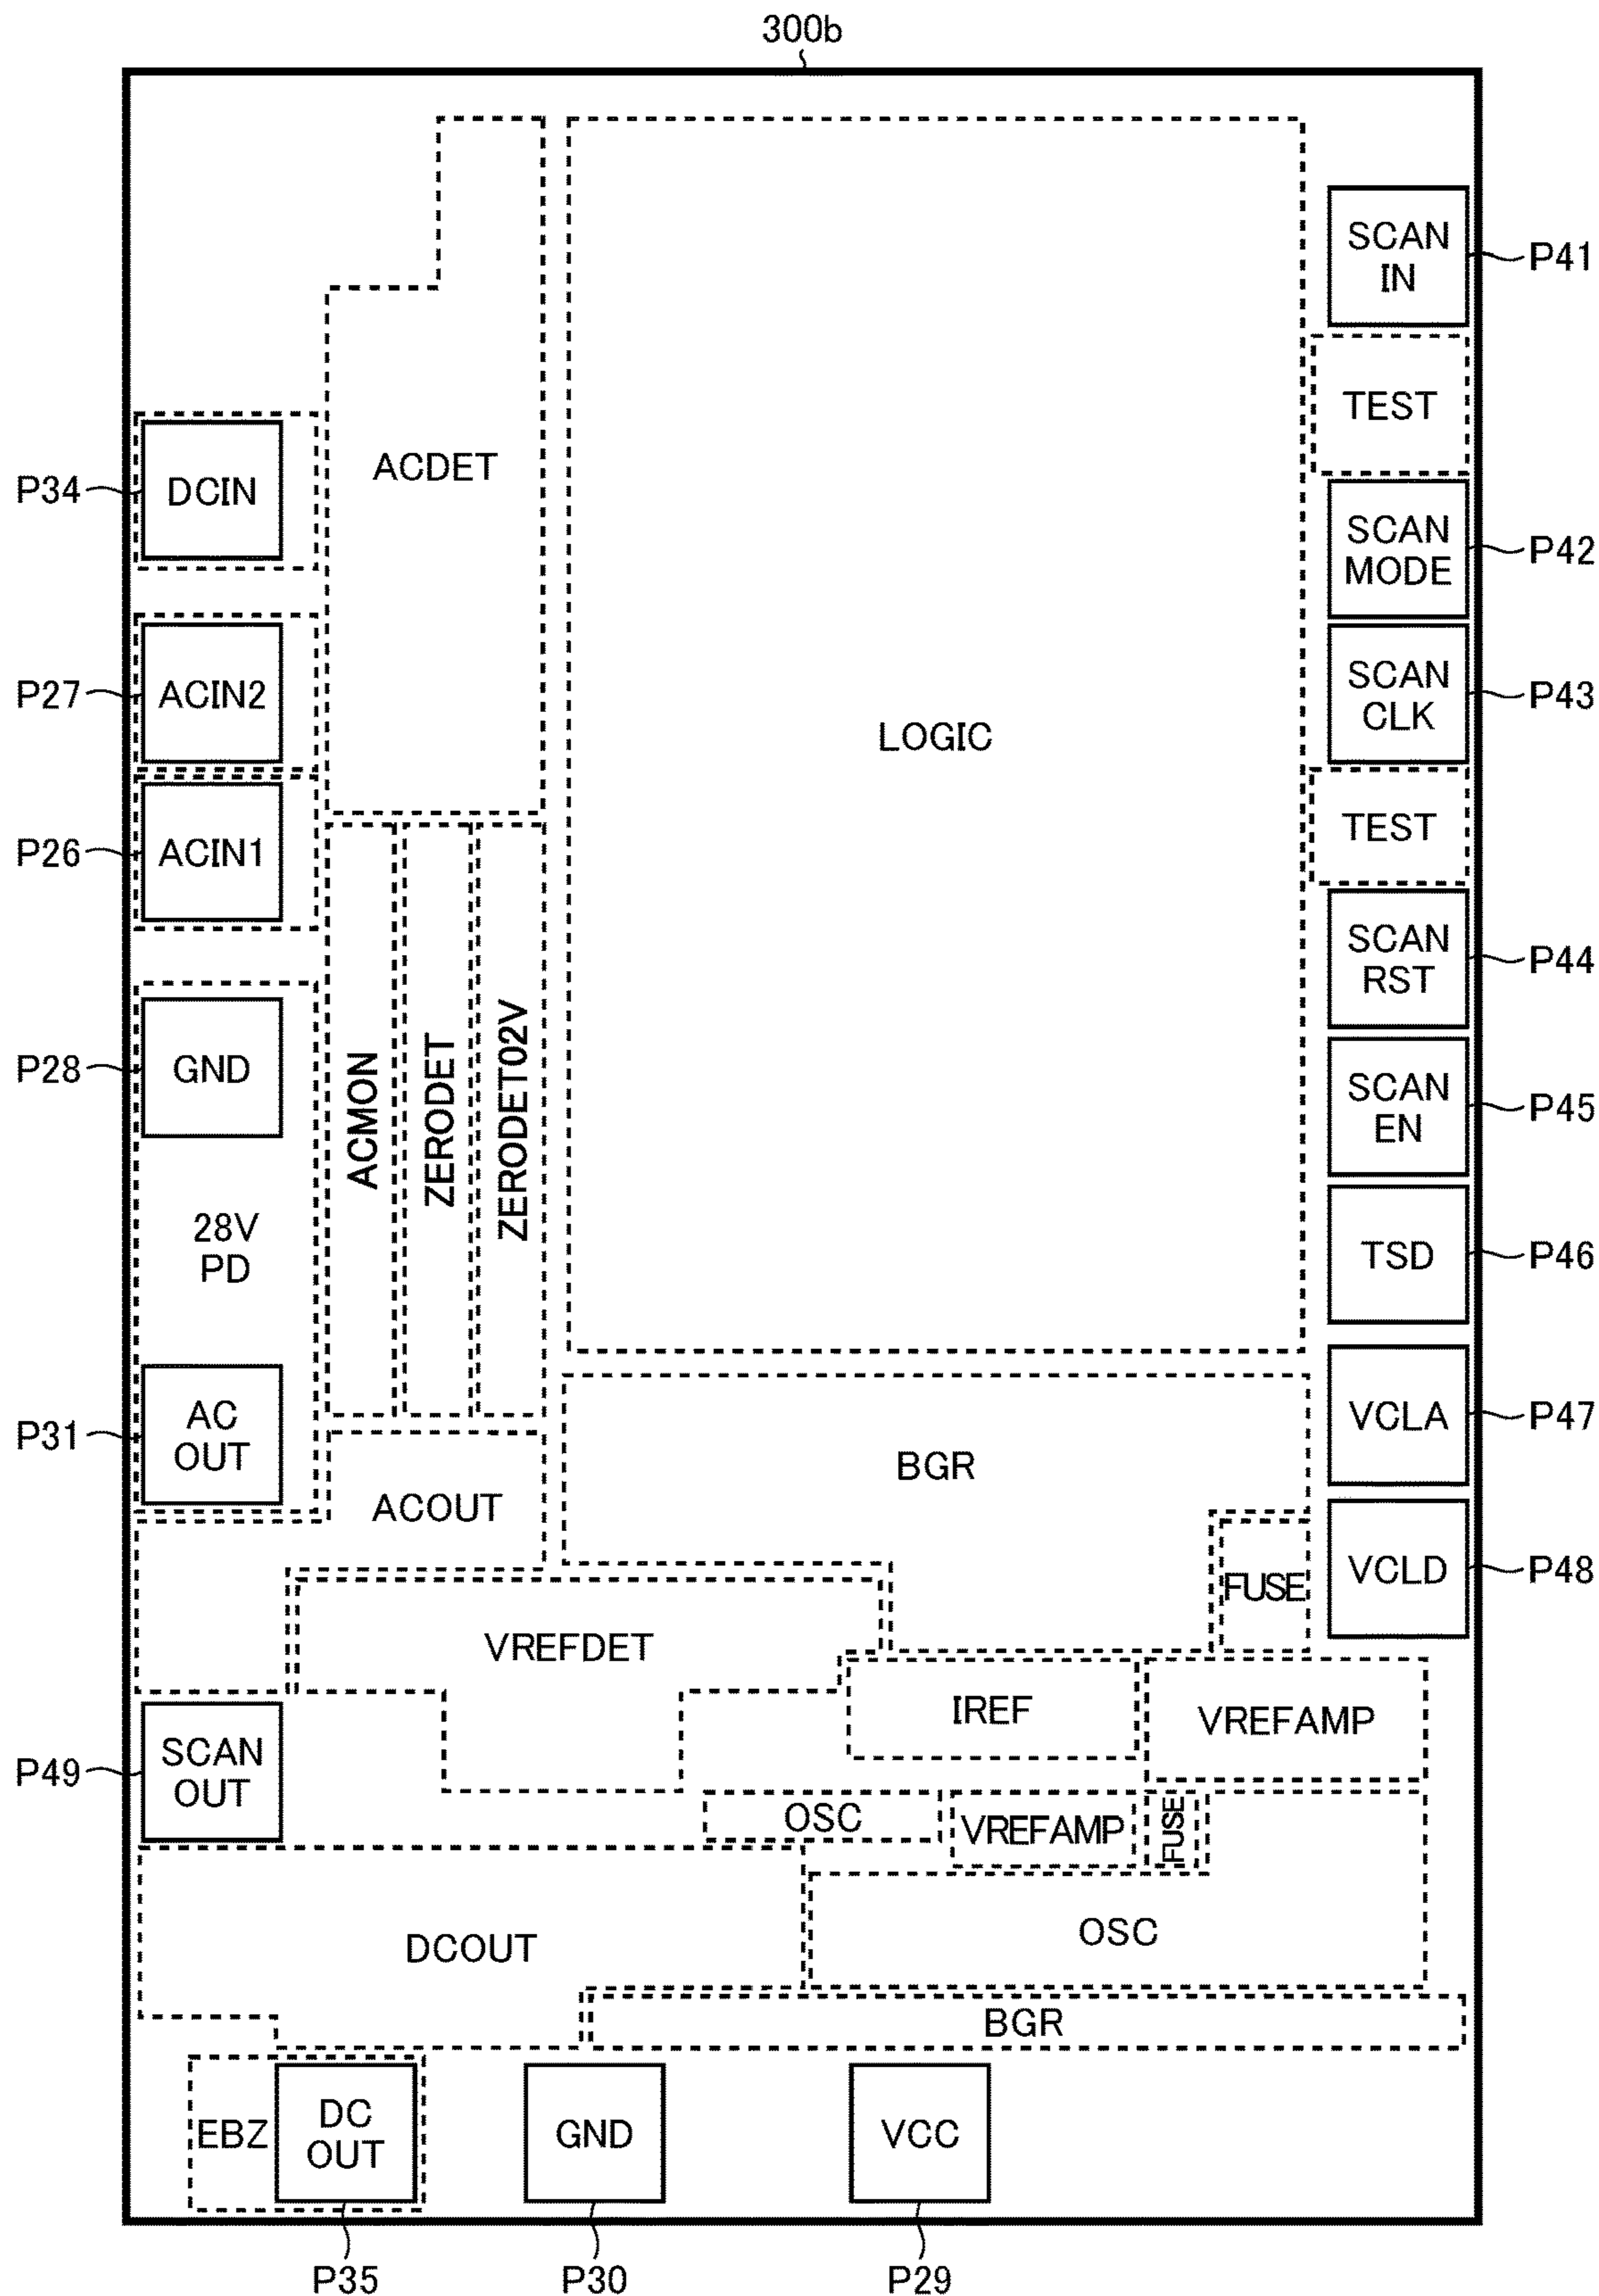 300b
SCAN
IN
P41
TEST
ACDET
P34
DCIN
SCAN
MODE
P42
P27
ACIN2
SCAN
CLK
P43
LOGIC
TEST
P26
ACIN1
SCAN
RST
P44
P28
GND
ACMON
ZERODET
ZERODET02V
SCAN
EN
P45
28V
PD
TSD
P46
P31
AC
OUT
VCLA
P47
BGR
ACOUT
FUSE
VCLD
P48
VREFDET
IREF
VREFAMP
P49
SCAN
OUT
OSC
VREFAMP
FUSE
DCOUT
OSC
BGR
EBZ
DC
OUT
GND
VCC
P35
P30
P29